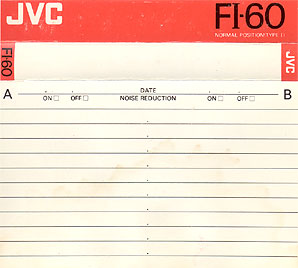 JVC FI-60
NORMAL POSITION(TYPE I)
FI-60
JVC
A DATE B
ON □ OFF □ NOISE REDUCTION ON □ OFF □